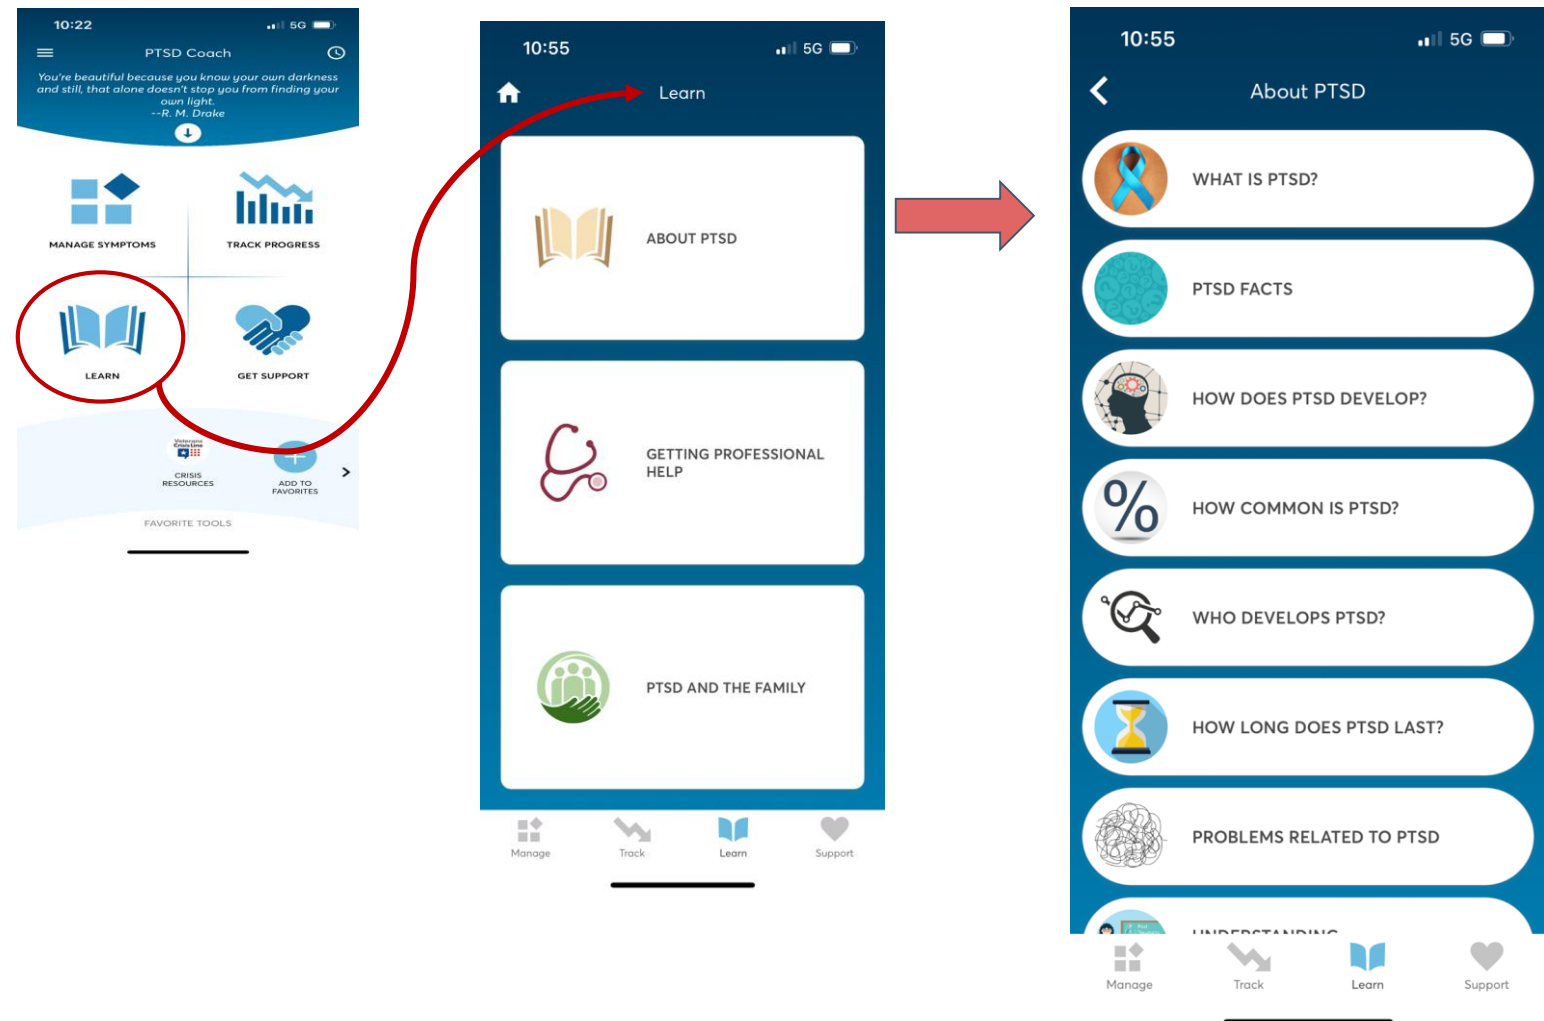 10:22
5G
PTSD Coach
You're beautiful because you know your own darkness
and still, that alone doesn't stop you from finding your
own light.
--R. M. Drake
MANAGE SYMPTOMS
TRACK PROGRESS
LEARN
GET SUPPORT
Veterans
Crisis Line
CRISIS
RESOURCES
ADD TO
FAVORITES
FAVORITE TOOLS
10:55
5G
Learn
ABOUT PTSD
GETTING PROFESSIONAL
HELP
PTSD AND THE FAMILY
Manage
Track
Learn
Support
10:55
5G
About PTSD
WHAT IS PTSD?
PTSD FACTS
HOW DOES PTSD DEVELOP?
%
HOW COMMON IS PTSD?
WHO DEVELOPS PTSD?
HOW LONG DOES PTSD LAST?
PROBLEMS RELATED TO PTSD
UNDERSTANDING
Manage
Track
Learn
Support